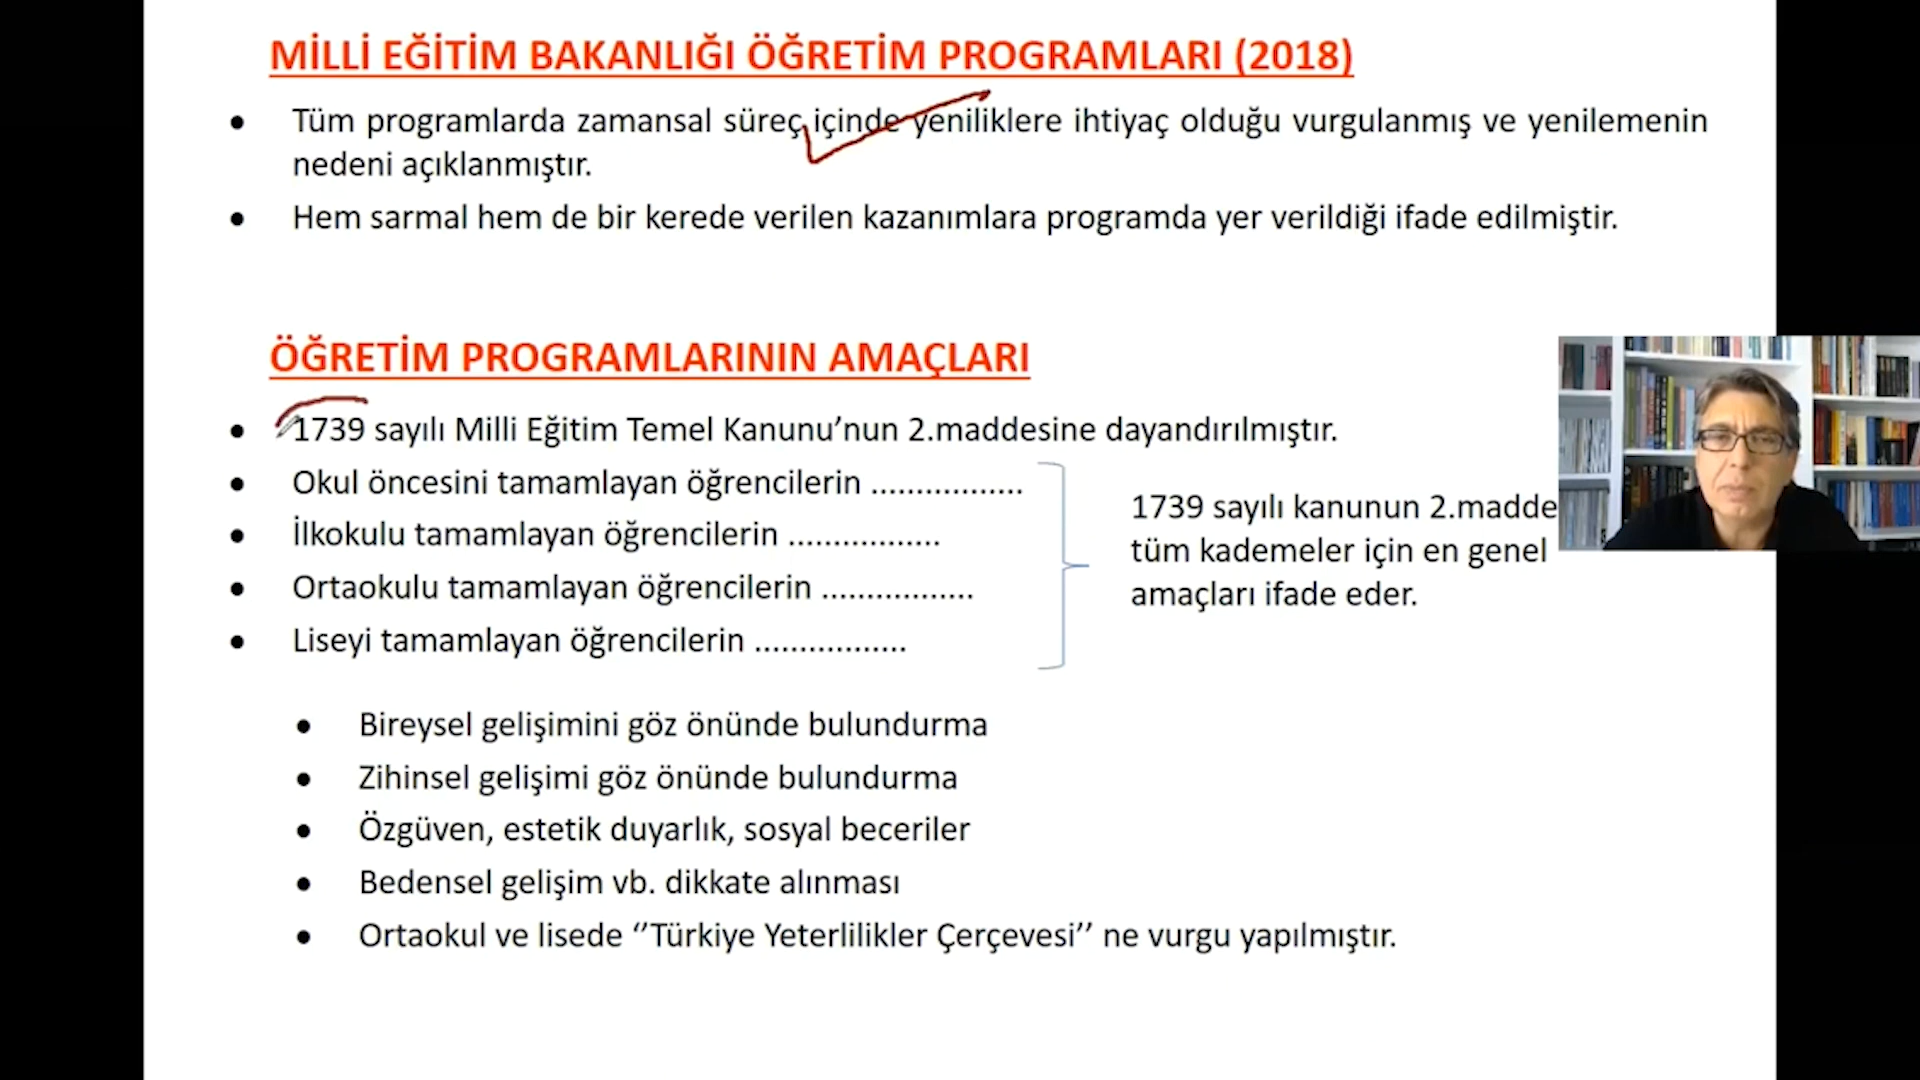 MİLLİ EĞİTİM BAKANLIĞI ÖĞRETİM PROGRAMLARI (2018)
• Tüm programlarda zamansal süreç içinde yeniliklere ihtiyaç olduğu vurgulanmış ve yenilemenin
nedeni açıklanmıştır.
• Hem sarmal hem de bir kerede verilen kazanımlara programda yer verildiği ifade edilmiştir.
ÖĞRETİM PROGRAMLARININ AMAÇLARI
• 1739 sayılı Milli Eğitim Temel Kanunu’nun 2.maddesine dayandırılmıştır.
• Okul öncesini tamamlayan öğrencilerin .................
• İlkokulu tamamlayan öğrencilerin .................
• Ortaokulu tamamlayan öğrencilerin .................
• Liseyi tamamlayan öğrencilerin .................
1739 sayılı kanunun 2.madde
tüm kademeler için en genel
amaçları ifade eder.
• Bireysel gelişimini göz önünde bulundurma
• Zihinsel gelişimi göz önünde bulundurma
• Özgüven, estetik duyarlık, sosyal beceriler
• Bedensel gelişim vb. dikkate alınması
• Ortaokul ve lisede ‘’Türkiye Yeterlilikler Çerçevesi’’ ne vurgu yapılmıştır.